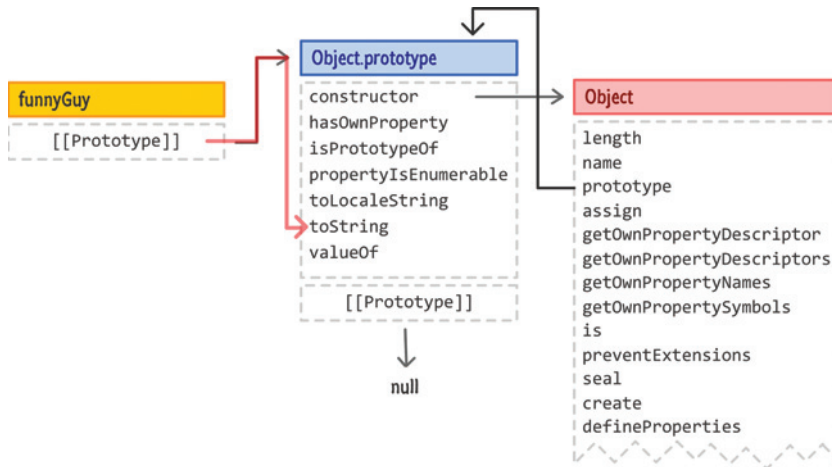 funnyGuy
[[Prototype]]
Object.prototype
constructor
hasOwnProperty
isPrototypeOf
propertyIsEnumerable
toLocaleString
toString
valueOf
[[Prototype]]
null
Object
length
name
prototype
assign
getOwnPropertyDescriptor
getOwnPropertyDescriptors
getOwnPropertyNames
getOwnPropertySymbols
is
preventExtensions
seal
create
defineProperties